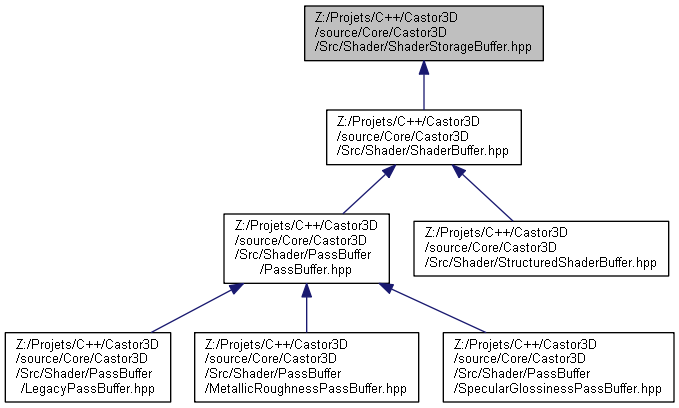 Z:/Projets/C++/Castor3D
/source/Core/Castor3D
/Src/Shader/ShaderStorageBuffer.hpp
Z:/Projets/C++/Castor3D
/source/Core/Castor3D
/Src/Shader/ShaderBuffer.hpp
Z:/Projets/C++/Castor3D
/source/Core/Castor3D
/Src/Shader/PassBuffer
/PassBuffer.hpp
Z:/Projets/C++/Castor3D
/source/Core/Castor3D
/Src/Shader/StructuredShaderBuffer.hpp
Z:/Projets/C++/Castor3D
/source/Core/Castor3D
/Src/Shader/PassBuffer
/LegacyPassBuffer.hpp
Z:/Projets/C++/Castor3D
/source/Core/Castor3D
/Src/Shader/PassBuffer
/MetallicRoughnessPassBuffer.hpp
Z:/Projets/C++/Castor3D
/source/Core/Castor3D
/Src/Shader/PassBuffer
/SpecularGlossinessPassBuffer.hpp